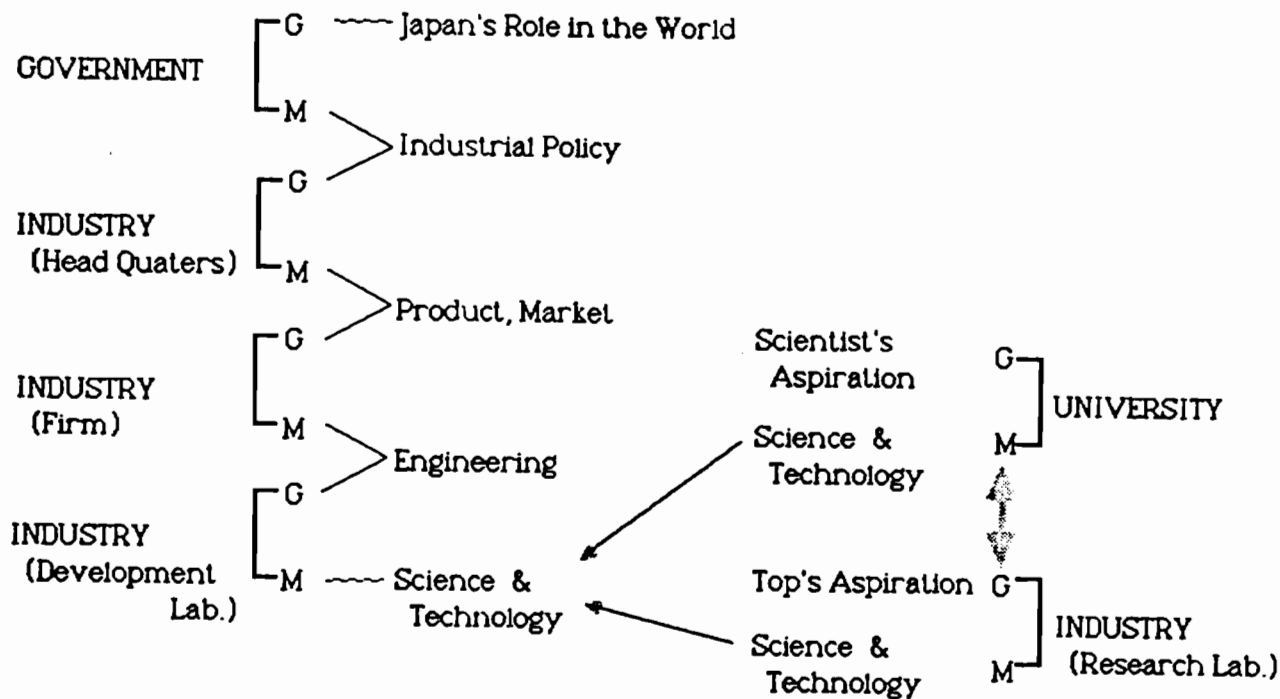 G Japan's Role in the World
GOVERNMENT
M
Industrial Policy
G
INDUSTRY
(Head Quaters)
M
Product, Market
G
INDUSTRY
(Firm)
M
Engineering
G
INDUSTRY
(Development
Lab.)
M Science &
Technology
Scientist's
Aspiration
G
UNIVERSITY
Science &
Technology
M
Top's Aspiration G
INDUSTRY
(Research Lab.)
Science &
Technology
M